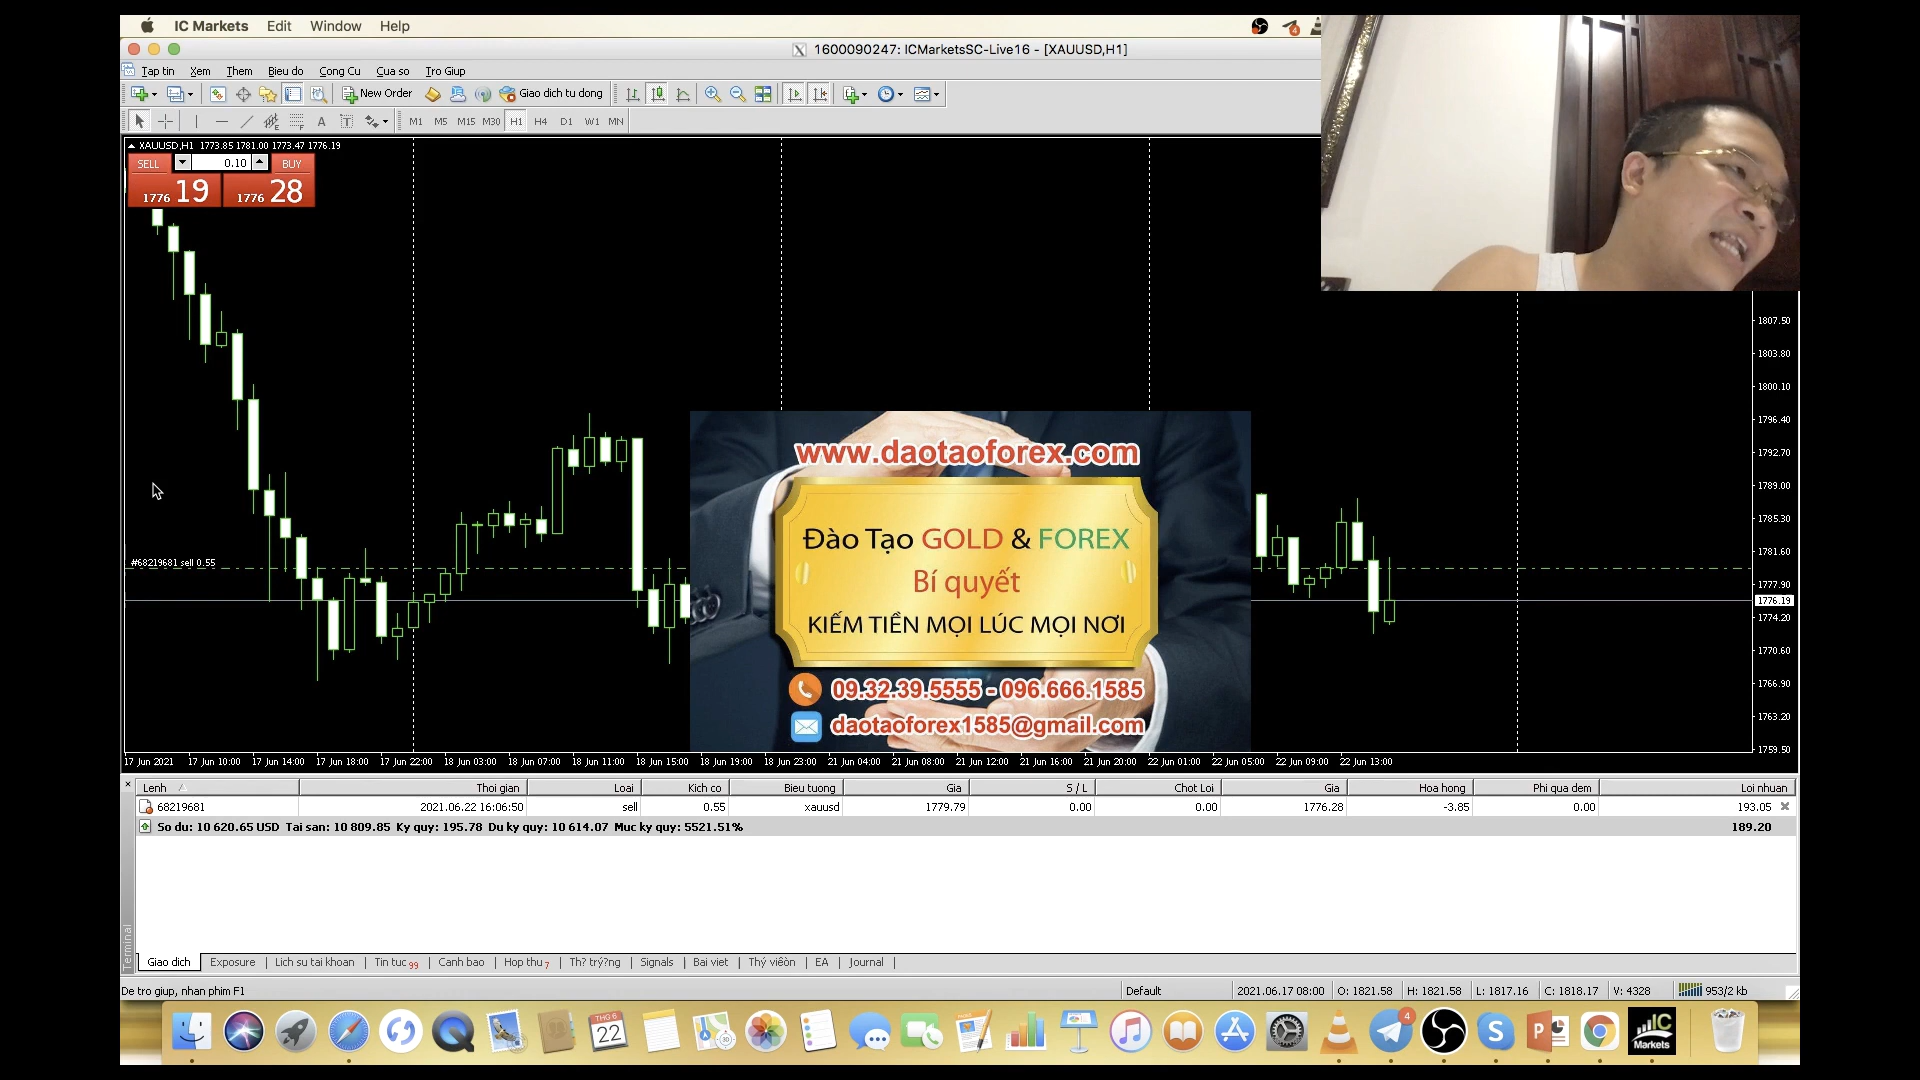 IC Markets Edit Window Help
1600090247: ICMarketsSC-Live16 - [XAUUSD,H1]
Tap tin Xem Them Bieu do Cong Cu Cua so Tro Giup
New Order Giao dich tu dong
A T M1 M5 M15 M30 H1 H4 D1 W1 MN
XAUUSD,H1 1773.85 1781.00 1773.47 1776.19
SELL 0.10 BUY
1776 19 1776 28
1807.50
1803.80
1800.10
1796.40
1792.70
1789.00
1785.30
1781.60
1777.90
1776.19
1774.20
1770.60
1766.90
1763.20
1759.50
#68219681 sell 0.55
www.daotaoforex.com
Đào Tạo GOLD & FOREX
Bí quyết
KIẾM TIỀN MỌI LÚC MỌI NƠI
09.32.39.5555 - 096.666.1585
daotaoforex1585@gmail.com
17 Jun 2021 17 Jun 10:00 17 Jun 14:00 17 Jun 18:00 17 Jun 22:00 18 Jun 03:00 18 Jun 07:00 18 Jun 11:00 18 Jun 15:00 18 Jun 19:00 18 Jun 23:00 21 Jun 04:00 21 Jun 08:00 21 Jun 12:00 21 Jun 16:00 21 Jun 20:00 22 Jun 01:00 22 Jun 05:00 22 Jun 09:00 22 Jun 13:00
Lenh Thoi gian Loai Kich co Bieu tuong Gia S / L Chot Loi Gia Hoa hong Phi qua dem Loi nhuan
68219681 2021.06.22 16:06:50 sell 0.55 xauusd 1779.79 0.00 0.00 1776.28 -3.85 0.00 193.05
So du: 10 620.65 USD Tai san: 10 809.85 Ky quy: 195.78 Du ky quy: 10 614.07 Muc ky quy: 5521.51% 189.20
Terminal
Giao dich Exposure Lich su tai khoan Tin tuc 99 Canh bao Hop thu 7 Th? trý?ng Signals Bai viet Thý viêòn EA Journal
De tro giup, nhan phim F1 Default 2021.06.17 08:00 O: 1821.58 H: 1821.58 L: 1817.16 C: 1818.17 V: 4328 953/2 kb
THG 6
22
4
IC
Markets